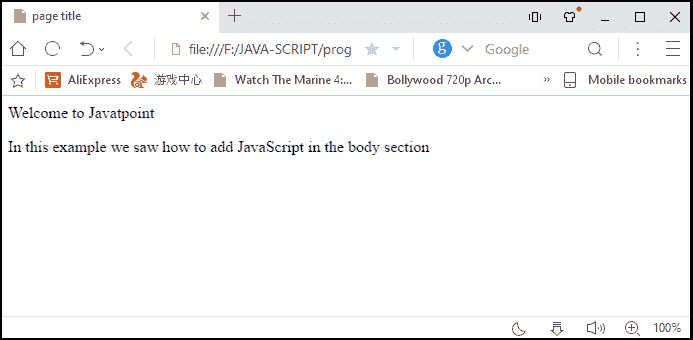 page title
file:///F:/JAVA-SCRIPT/prog
g Google
AliExpress 游戏中心 Watch The Marine 4:... Bollywood 720p Arc... » Mobile bookmarks
Welcome to Javatpoint
In this example we saw how to add JavaScript in the body section
100%